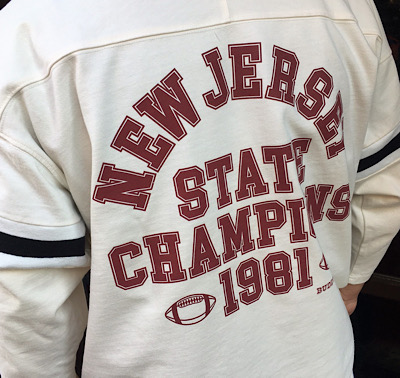 NEW JERSEY
STATE
CHAMPIONS
1981